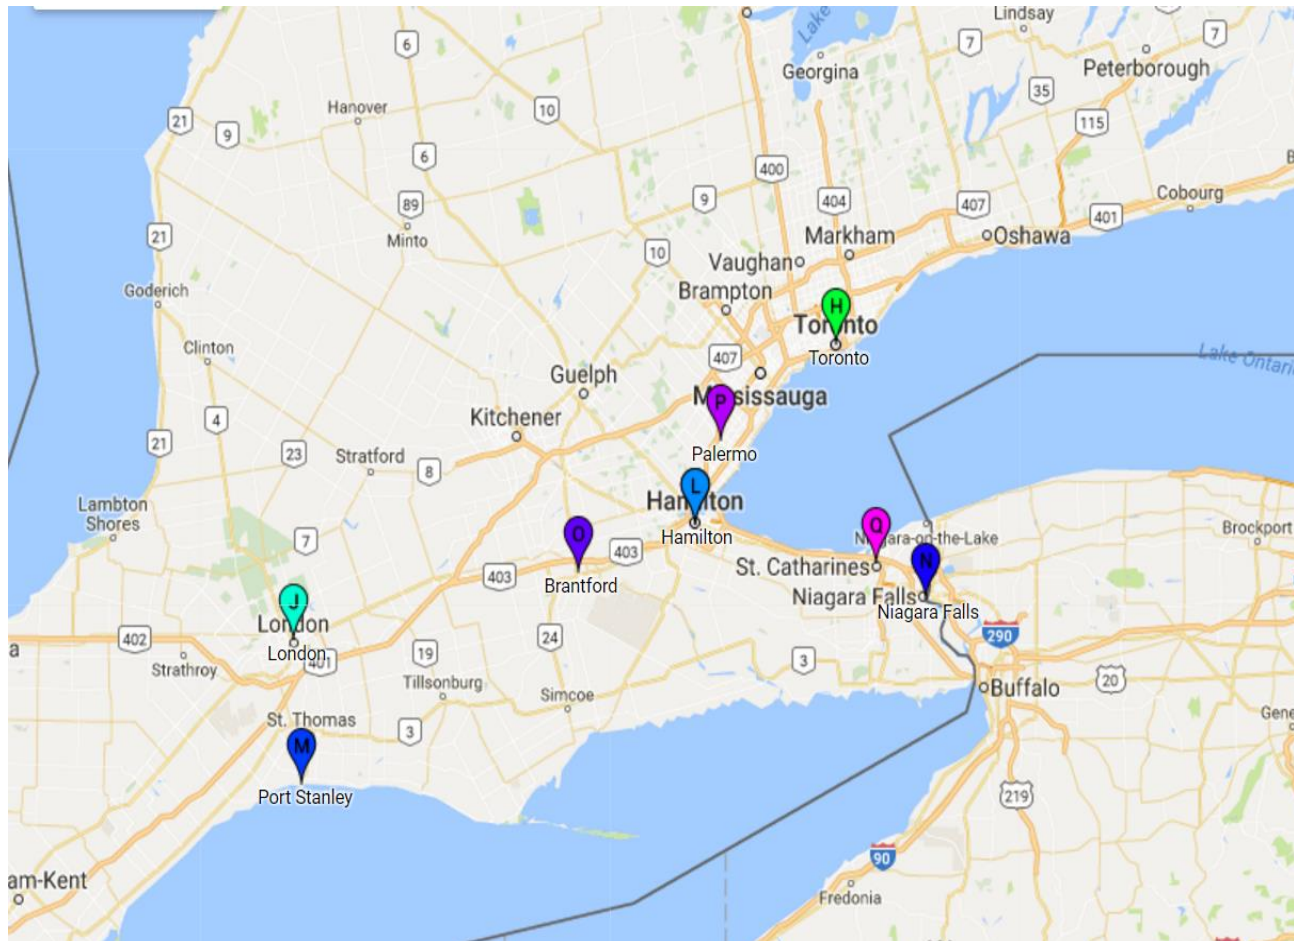 Lake
Lindsay
7
7
6
Georgina
Peterborough
35
Hanover
10
21
9
115
6
400
Cobourg
89
9
404
407
401
Minto
21
Markham
Oshawa
10
Vaughan
Goderich
Brampton
H
Toronto
Toronto
Clinton
407
Lake Ontario
Guelph
Mississauga
P
4
Kitchener
21
23
Stratford
8
Palermo
L
Hamilton
Lambton
Shores
Hamilton
Q
Brockport
7
O
403
Niagara-on-the-Lake
403
St. Catharines
N
Brantford
J
Niagara Falls
Niagara Falls
London
24
290
402
London
401
19
3
Strathroy
Tillsonburg
Simcoe
20
Buffalo
St. Thomas
3
M
Port Stanley
219
90
am-Kent
Fredonia